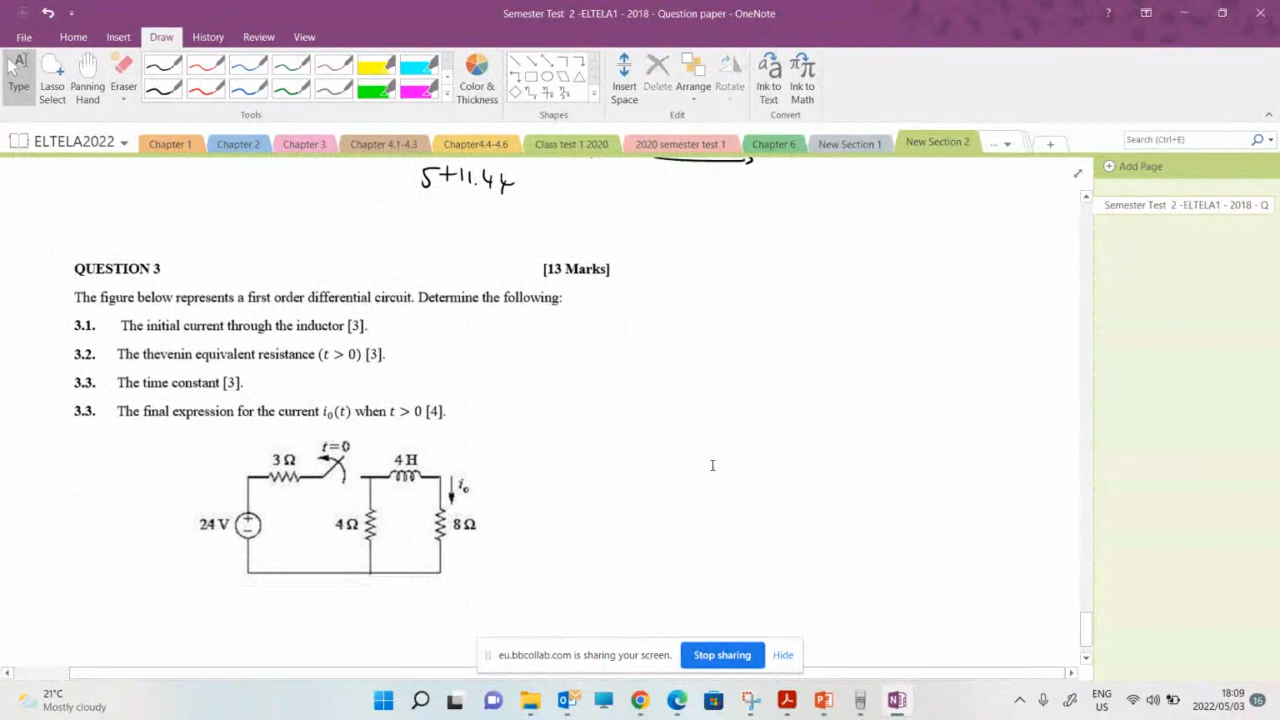 Semester Test 2 -ELTELA1 - 2018 - Question paper - OneNote
File Home Insert Draw History Review View
Type
Lasso Select
Panning Hand
Eraser
Color & Thickness
Insert Space
Delete
Arrange
Rotate
Ink to Text
Ink to Math
Tools
Shapes
Edit
Convert
ELTELA2022
Chapter 1 Chapter 2 Chapter 3 Chapter 4.1-4.3 Chapter4.4-4.6 Class test 1 2020 2020 semester test 1 Chapter 6 New Section 1 New Section 2 ...
Search (Ctrl+E)
Add Page
Semester Test 2 -ELTELA1 - 2018 - Q
5+11.44
QUESTION 3 [13 Marks]
The figure below represents a first order differential circuit. Determine the following:
3.1. The initial current through the inductor [3].
3.2. The thevenin equivalent resistance (t > 0) [3].
3.3. The time constant [3].
3.3. The final expression for the current i₀(t) when t > 0 [4].
t=0
3 Ω
4 H
i₀
24 V
4 Ω
8 Ω
eu.bbcollab.com is sharing your screen. Stop sharing Hide
21°C
Mostly cloudy
ENG
US
18:09
2022/05/03
16